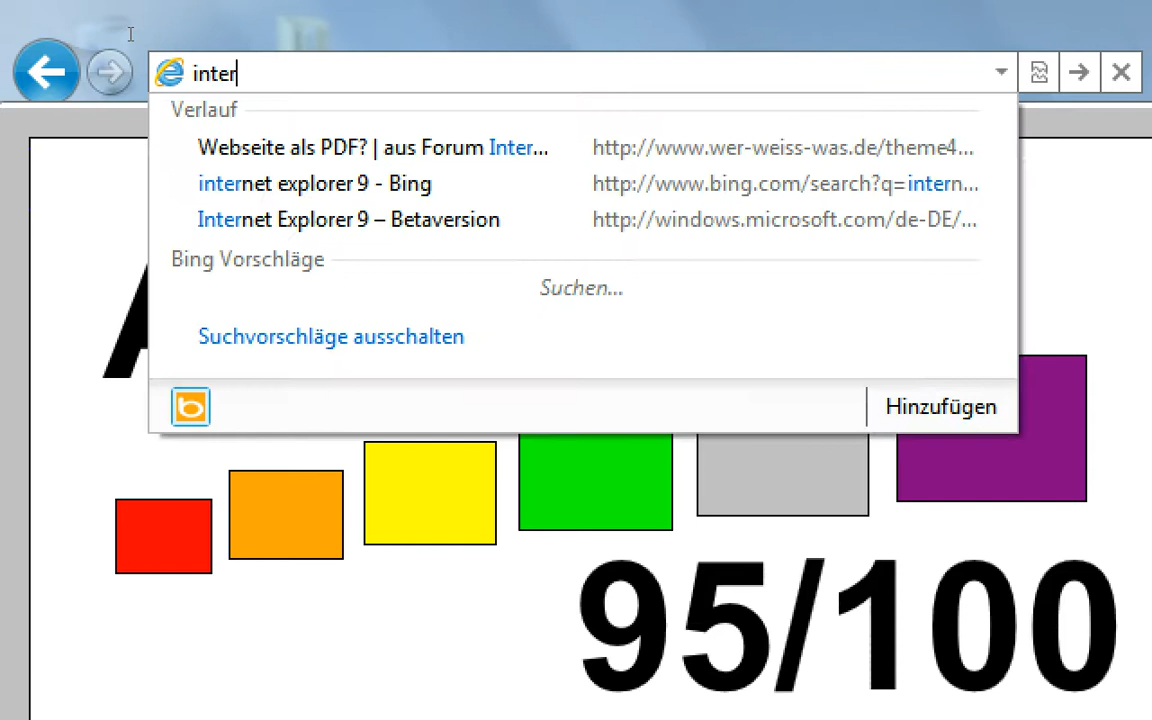 inter
Verlauf
Webseite als PDF? | aus Forum Inter... http://www.wer-weiss-was.de/theme4...
internet explorer 9 - Bing http://www.bing.com/search?q=intern...
Internet Explorer 9 – Betaversion http://windows.microsoft.com/de-DE/...
Bing Vorschläge
Suchen...
Suchvorschläge ausschalten
b Hinzufügen
A
95/100